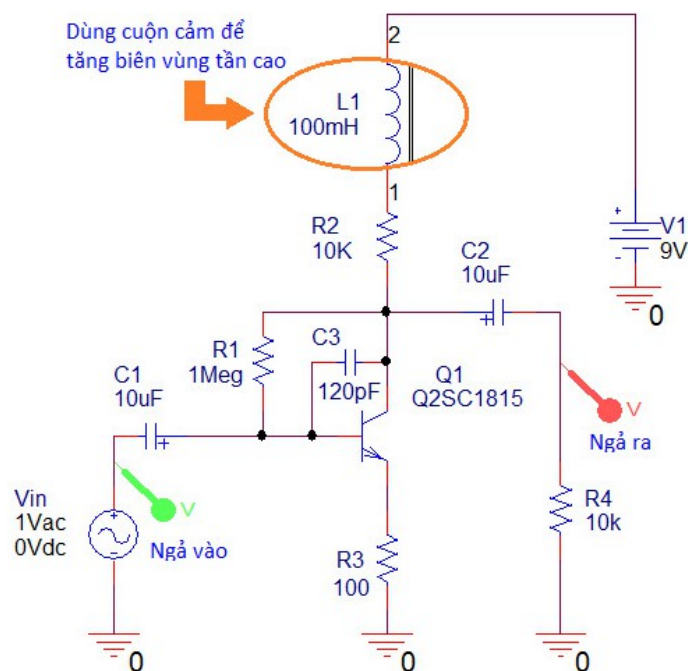 Dùng cuộn cảm để
tăng biên vùng tần cao
2
L1
100mH
1
R2
10K
+
-
V1
9V
0
C2
10uF
+
R1
1Meg
C3
120pF
Q1
Q2SC1815
C1
10uF
+
V
Ngả ra
Vin
1Vac
0Vdc
+
-
V
Ngả vào
R3
100
R4
10k
0
0
0